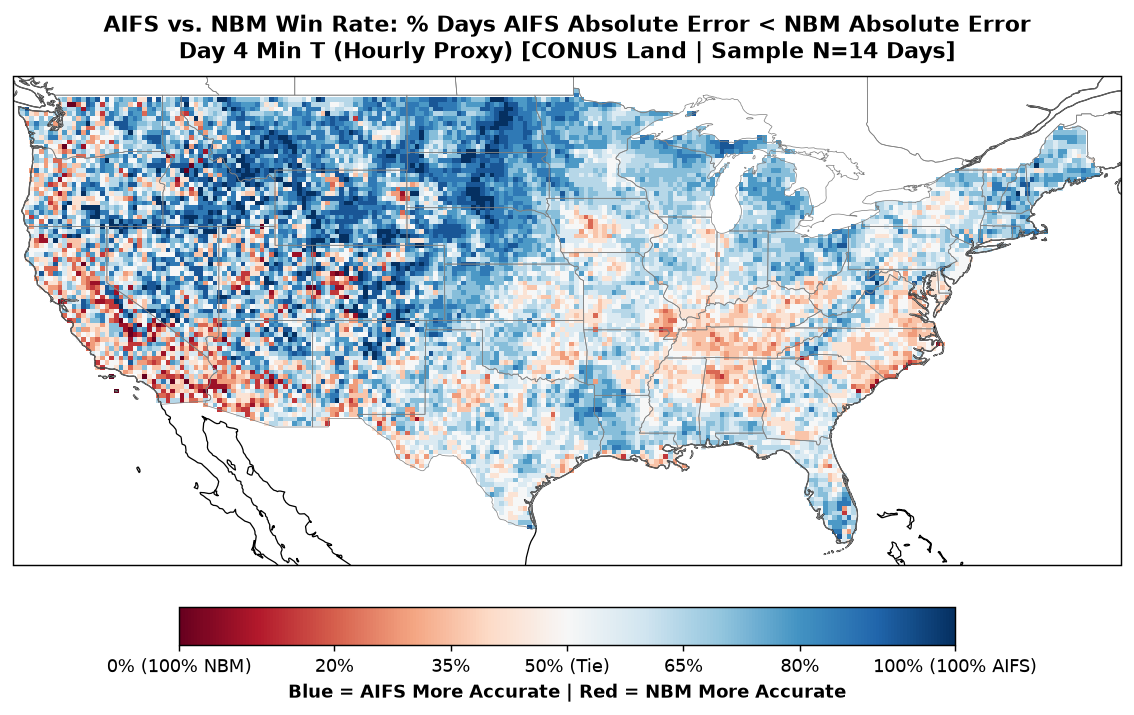 AIFS vs. NBM Win Rate: % Days AIFS Absolute Error < NBM Absolute Error
Day 4 Min T (Hourly Proxy) [CONUS Land | Sample N=14 Days]
0% (100% NBM) 20% 35% 50% (Tie) 65% 80% 100% (100% AIFS)
Blue = AIFS More Accurate | Red = NBM More Accurate